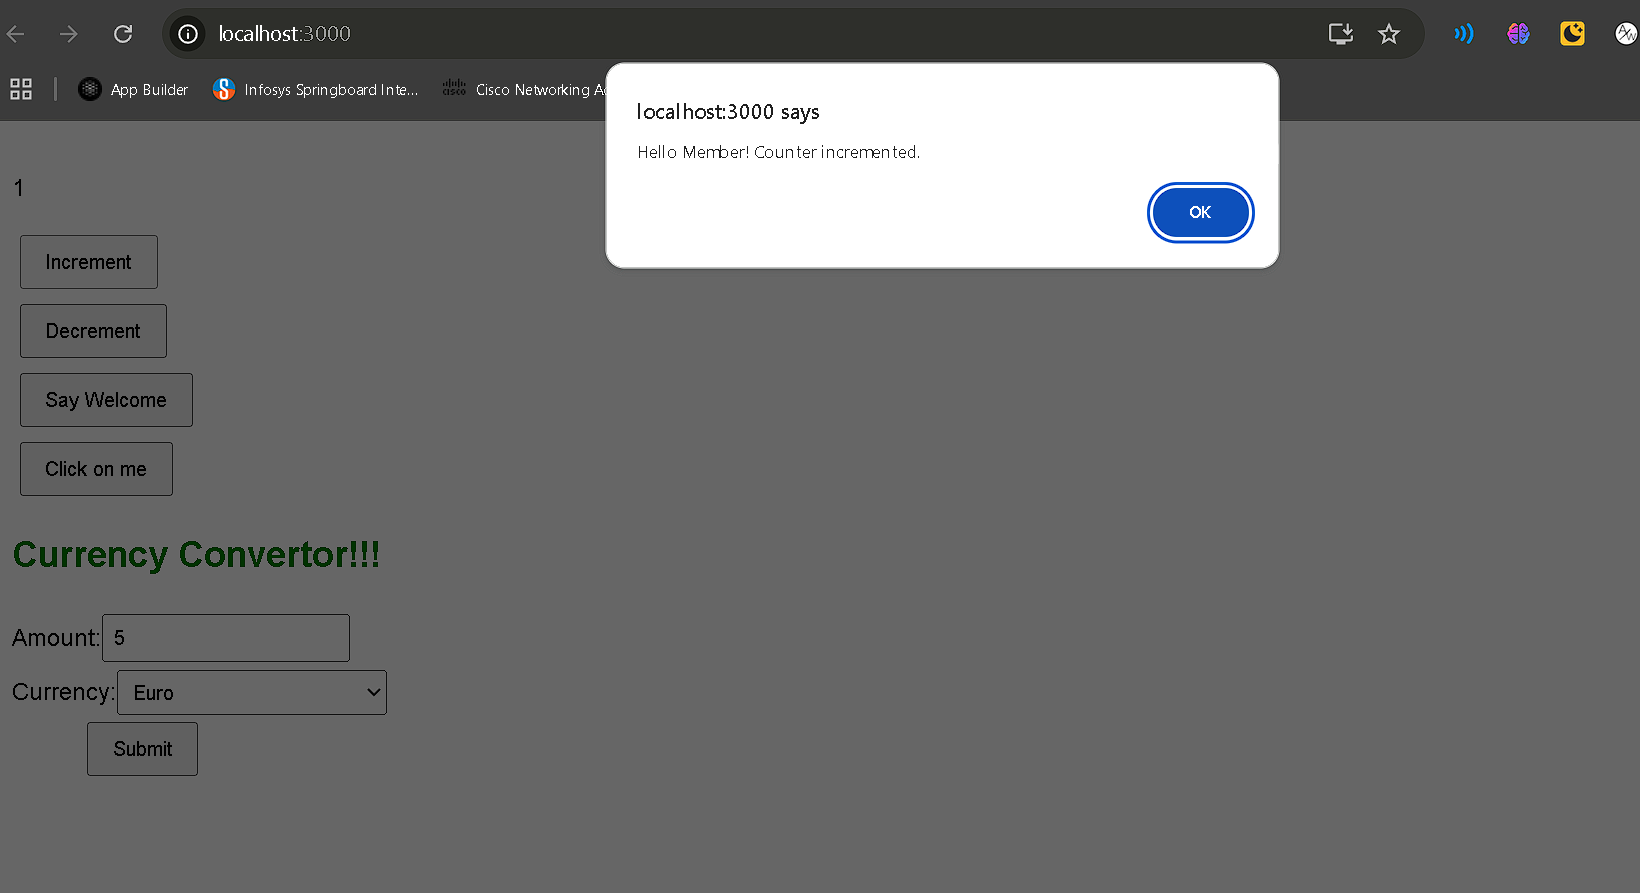 localhost:3000
App Builder
Infosys Springboard Inte...
Cisco Networking
localhost:3000 says
Hello Member! Counter incremented.
OK
1
Increment
Decrement
Say Welcome
Click on me
Currency Convertor!!!
Amount: 5
Currency: Euro
Submit